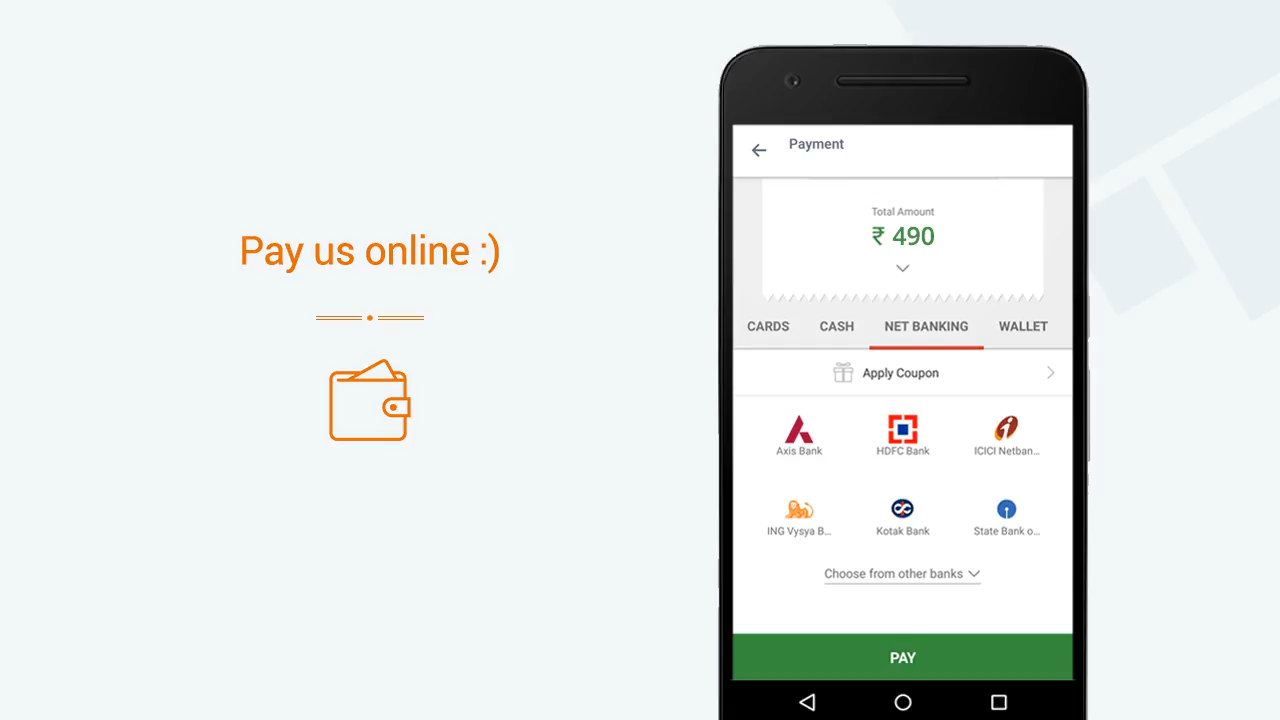 Pay us online :)
Payment
Total Amount
₹ 490
CARDS CASH NET BANKING WALLET
Apply Coupon
Axis Bank HDFC Bank ICICI Netban...
ING Vysya B... Kotak Bank State Bank o...
Choose from other banks
PAY